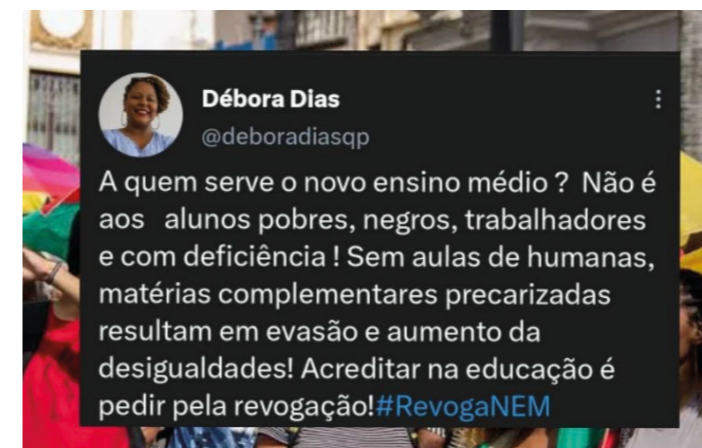 Débora Dias
@deboradiasqp
A quem serve o novo ensino médio ? Não é
aos alunos pobres, negros, trabalhadores
e com deficiência ! Sem aulas de humanas,
matérias complementares precarizadas
resultam em evasão e aumento da
desigualdades! Acreditar na educação é
pedir pela revogação!#RevogaNEM